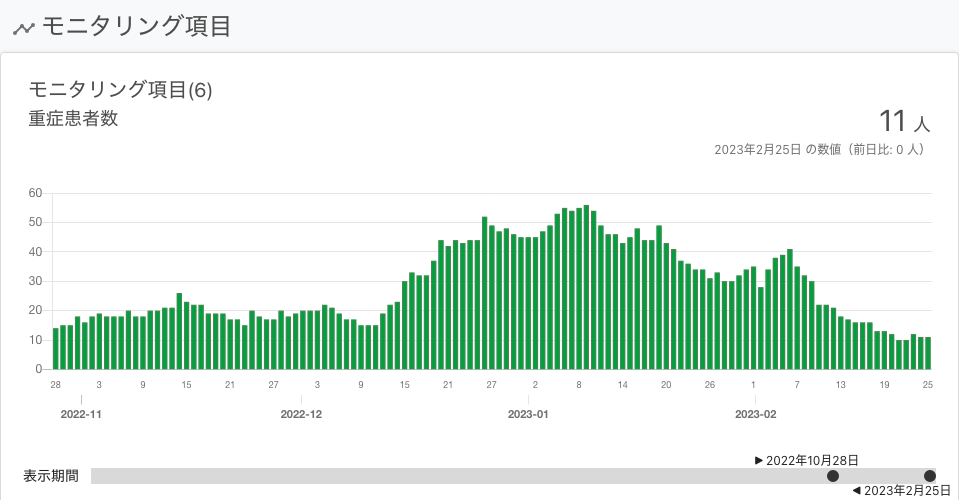 モニタリング項目
モニタリング項目(6)
重症患者数
11 人
2023年2月25日 の数値（前日比: 0 人）
60
50
40
30
20
10
0
28 3 9 15 21 27 3 9 15 21 27 2 8 14 20 26 1 7 13 19 25
2022-11 2022-12 2023-01 2023-02
▶ 2022年10月28日
表示期間
◀ 2023年2月25日